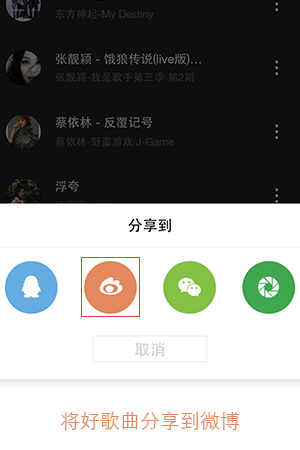 东方神起-My Destiny
张靓颖 - 饿狼传说(live版)...
张靓颖-我是歌手第三季 第2期
蔡依林 - 反覆记号
蔡依林-野蛮游戏 J-Game
浮夸
分享到
取消
将好歌曲分享到微博